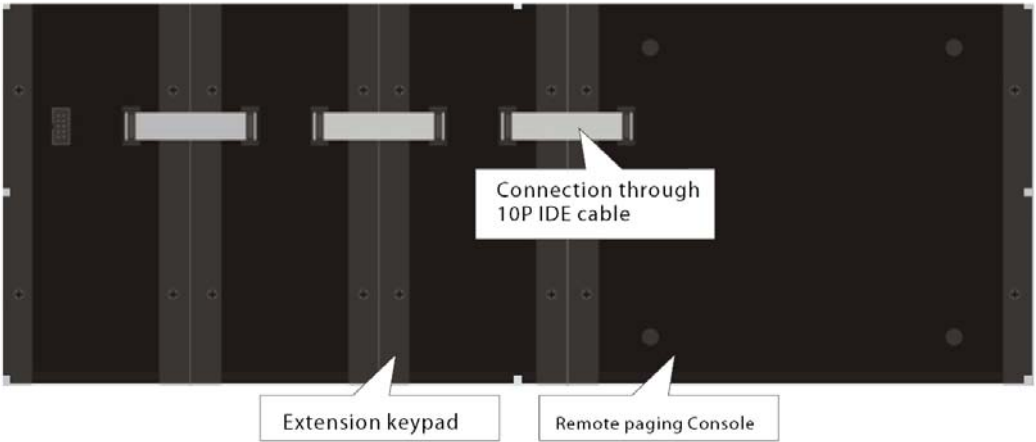 Connection through
10P IDE cable
Extension keypad
Remote paging Console